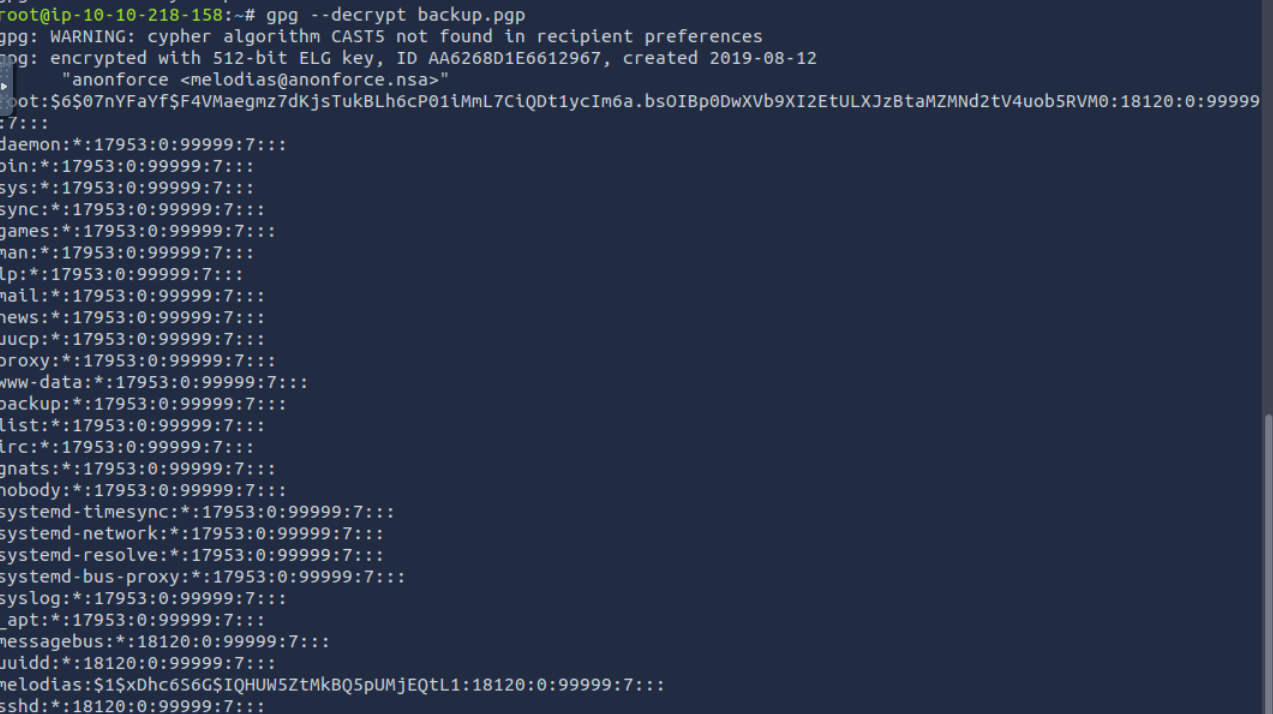 root@ip-10-10-218-158:~# gpg --decrypt backup.pgp
gpg: WARNING: cypher algorithm CAST5 not found in recipient preferences
gpg: encrypted with 512-bit ELG key, ID AA6268D1E6612967, created 2019-08-12
"anonforce <melodias@anonforce.nsa>"
root:$6$07nYFaYf$F4VMaegmz7dKjsTukBLh6cP01iMmL7CiQDt1ycIm6a.bsOIBp0DwXVb9XI2EtULXJzBtaMZMNd2tV4uob5RVM0:18120:0:99999
:7:::
daemon:*:17953:0:99999:7:::
bin:*:17953:0:99999:7:::
sys:*:17953:0:99999:7:::
sync:*:17953:0:99999:7:::
games:*:17953:0:99999:7:::
man:*:17953:0:99999:7:::
lp:*:17953:0:99999:7:::
mail:*:17953:0:99999:7:::
news:*:17953:0:99999:7:::
uucp:*:17953:0:99999:7:::
proxy:*:17953:0:99999:7:::
www-data:*:17953:0:99999:7:::
backup:*:17953:0:99999:7:::
list:*:17953:0:99999:7:::
irc:*:17953:0:99999:7:::
gnats:*:17953:0:99999:7:::
nobody:*:17953:0:99999:7:::
systemd-timesync:*:17953:0:99999:7:::
systemd-network:*:17953:0:99999:7:::
systemd-resolve:*:17953:0:99999:7:::
systemd-bus-proxy:*:17953:0:99999:7:::
syslog:*:17953:0:99999:7:::
_apt:*:17953:0:99999:7:::
messagebus:*:18120:0:99999:7:::
uuidd:*:18120:0:99999:7:::
melodias:$1$xDhc6S6G$IQHUW5ZtMkBQ5pUMjEQtL1:18120:0:99999:7:::
sshd:*:18120:0:99999:7:::